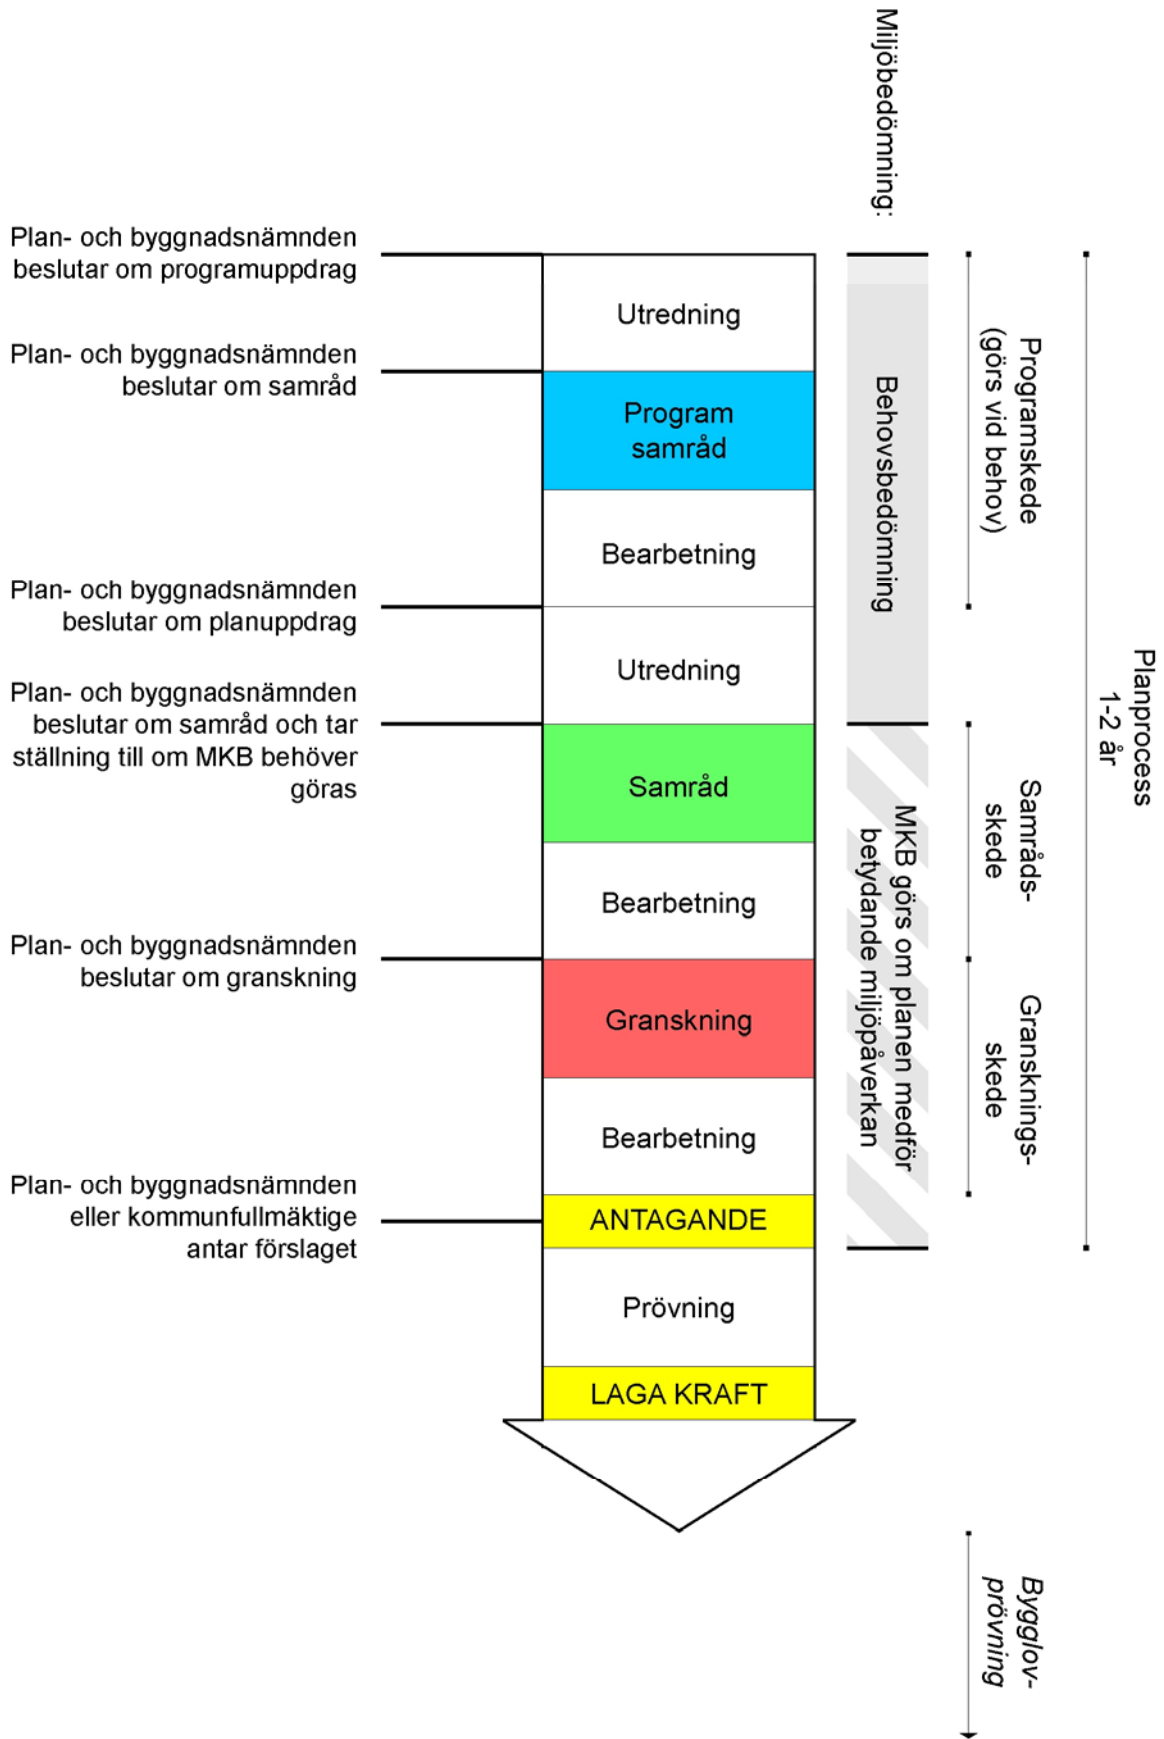 Miljöbedömning:
Plan- och byggnadsnämnden
beslutar om programuppdrag
Plan- och byggnadsnämnden
beslutar om samråd
Plan- och byggnadsnämnden
beslutar om planuppdrag
Plan- och byggnadsnämnden
beslutar om samråd och tar
ställning till om MKB behöver
göras
Plan- och byggnadsnämnden
beslutar om granskning
Plan- och byggnadsnämnden
eller kommunfullmäktige
antar förslaget
Utredning
Program
samråd
Bearbetning
Utredning
Samråd
Bearbetning
Granskning
Bearbetning
ANTAGANDE
Prövning
LAGA KRAFT
Behovsbedömning
MKB görs om planen medför
betydande miljöpåverkan
Programskede
(görs vid behov)
Samråds-
skede
Gransknings-
skede
Bygglov-
prövning
Planprocess
1-2 år